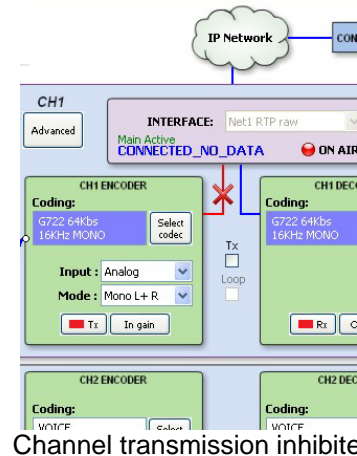 IP Network
CON
CH1
Advanced
INTERFACE: Net1 RTP raw
Main Active
CONNECTED_NO_DATA ON AIR
CH1 ENCODER
CH1 DEC
Coding:
G722 64Kbs
16KHz MONO
Select
codec
Coding:
G722 64Kbs
16KHz MONO
Tx
Loop
Input : Analog
Mode : Mono L+ R
Tx In gain
Rx
CH2 ENCODER
CH2 DEC
Coding:
VOICE
Select
Coding:
VOICE
Channel transmission inhibite